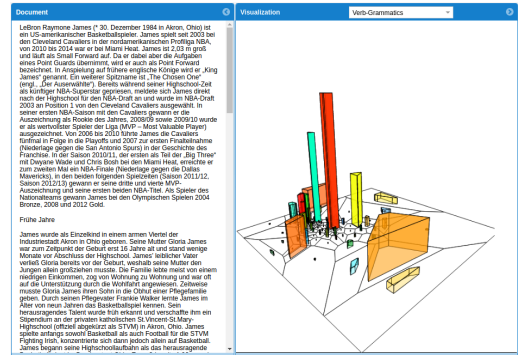 Document
Visualization
Verb-Grammatics
LeBron Raymone James (* 30. Dezember 1984 in Akron, Ohio) ist
ein US-amerikanischer Basketballspieler. James spielt seit 2003 bei
den Cleveland Cavaliers in der nordamerikanischen Profiliga NBA,
von 2010 bis 2014 war er bei Miami Heat. James ist 2,03 m groß
und läuft als Small Forward auf. Da er dabei aber die Aufgaben
eines Point Guards übernimmt, wird er auch als Point Forward
bezeichnet. In Anspielung auf frühere englische Könige wird er „King
James" genannt. Ein weiterer Spitzname ist „The Chosen One"
(engl., „Der Auserwählte"). Bereits während seiner Highschool-Zeit
als künftiger NBA-Superstar gepriesen, meldete sich James direkt
nach der Highschool für den NBA-Draft an und wurde im NBA-Draft
2003 an Position 1 von den Cleveland Cavaliers ausgewählt. In
seiner ersten NBA-Saison mit den Cavaliers gewann er die
Auszeichnung als Rookie des Jahres, 2008/09 sowie 2009/10 wurde
er als wertvollster Spieler der Liga (MVP – Most Valuable Player)
ausgezeichnet. Von 2006 bis 2010 führte James die Cavaliers
fünfmal in Folge in die Playoffs und 2007 zur ersten Finalteilnahme
(Niederlage gegen die San Antonio Spurs) in der Geschichte des
Franchise. In der Saison 2010/11, der ersten als Teil der „Big Three"
mit Dwyane Wade und Chris Bosh bei den Miami Heat, erreichte er
zum zweiten Mal ein NBA-Finale (Niederlage gegen die Dallas
Mavericks), in den beiden folgenden Spielzeiten (Saison 2011/12,
Saison 2012/13) gewann er seine dritte und vierte MVP-
Auszeichnung und seine ersten beiden NBA-Titel. Als Spieler des
Nationalteams gewann James bei den Olympischen Spielen 2004
Bronze, 2008 und 2012 Gold.
Frühe Jahre
James wurde als Einzelkind in einem armen Viertel der
Industriestadt Akron in Ohio geboren. Seine Mutter Gloria James
war zum Zeitpunkt der Geburt erst 16 Jahre alt und stand wenige
Monate vor Abschluss der Highschool. James' leiblicher Vater
verließ Gloria bereits vor der Geburt, weshalb seine Mutter den
Jungen allein großziehen musste. Die Familie lebte meist von einem
niedrigen Einkommen, zog von Wohnung zu Wohnung und war oft
auf die Unterstützung durch die Wohlfahrt angewiesen. Zeitweise
musste Gloria James ihren Sohn in die Obhut einer Pflegefamilie
geben. Durch seinen Pflegevater Frankie Walker lernte James im
Alter von neun Jahren das Basketballspiel kennen. Sein
herausragendes Talent wurde früh erkannt und verschaffte ihm ein
Stipendium an der privaten katholischen St.Vincent-St.Mary-
Highschool (offiziell abgekürzt als STVM) in Akron, Ohio. James
spielte anfangs sowohl Basketball als auch Football für die STVM
Fighting Irish, konzentrierte sich dann jedoch allein auf Basketball.
James begann seine Highschoollaufbahn als das herausragende